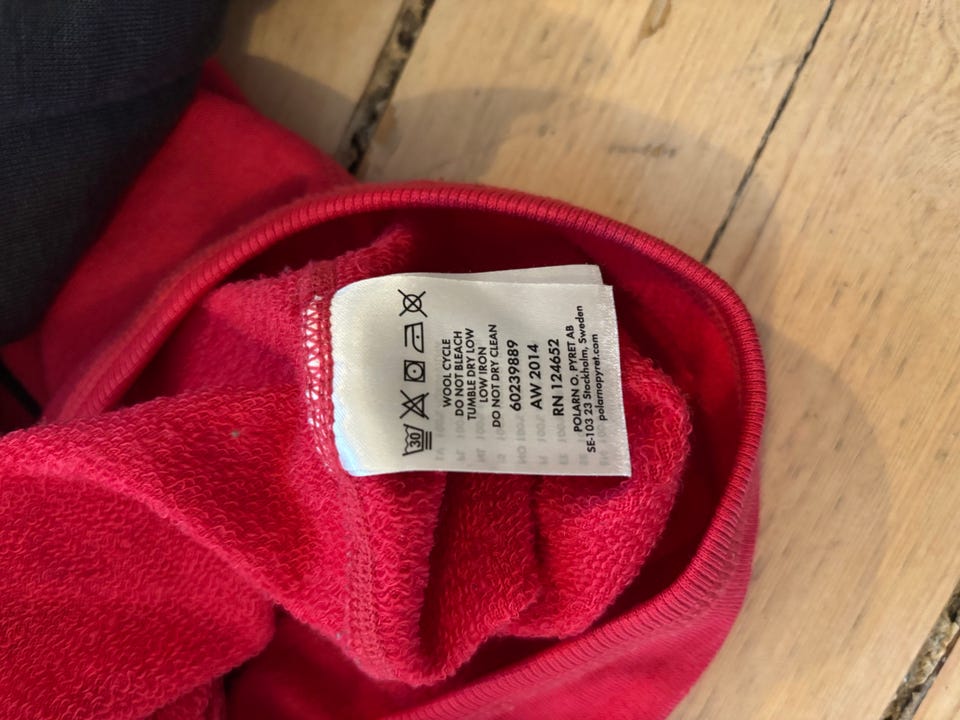 30
WOOL CYCLE
DO NOT BLEACH
TUMBLE DRY LOW
LOW IRON
DO NOT DRY CLEAN
60239889
AW 2014
RN 124652
POLARN O. PYRET AB
SE-103 23 Stockholm, Sweden
polarnopyret.com